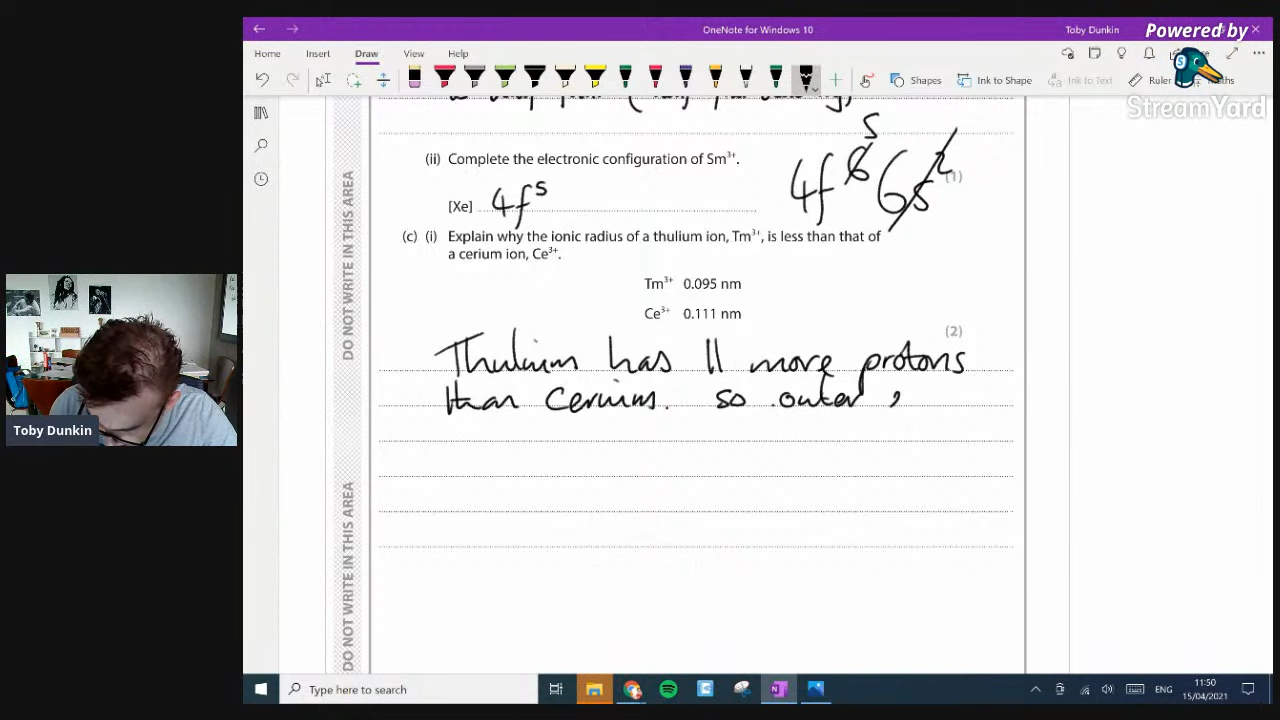 OneNote for Windows 10
Toby Dunkin
Powered by
StreamYard
Home Insert Draw View Help
Shapes Ink to Shape Ink to Text Ruler
(ii) Complete the electronic configuration of Sm³⁺.
4f⁶ 5 6s²
(1)
[Xe] 4f⁵
(c) (i) Explain why the ionic radius of a thulium ion, Tm³⁺, is less than that of
a cerium ion, Ce³⁺.
Tm³⁺ 0.095 nm
Ce³⁺ 0.111 nm
(2)
Thulium has 11 more protons
than Cerium. so outer
DO NOT WRITE IN THIS AREA
DO NOT WRITE IN THIS AREA
Toby Dunkin
Type here to search
ENG
11:50
15/04/2021